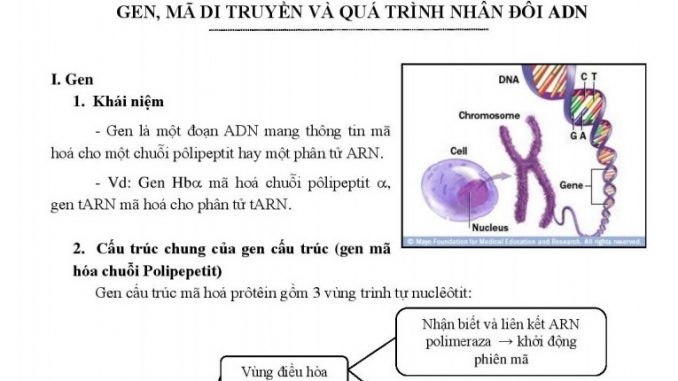 GEN, MÃ DI TRUYỀN VÀ QUÁ TRÌNH NHÂN ĐÔI ADN
I. Gen
1. Khái niệm
- Gen là một đoạn ADN mang thông tin mã
hoá cho một chuỗi pôlipeptit hay một phân tử ARN.
- Vd: Gen Hbα mã hoá chuỗi pôlipeptit α,
gen tARN mã hoá cho phân tử tARN.
DNA
C T
Chromosome
G A
Cell
Gene
Nucleus
© Mayo Foundation for Medical Education and Research. All rights reserved.
2. Cấu trúc chung của gen cấu trúc (gen mã
hóa chuỗi Polipepetit)
Gen cấu trúc mã hoá prôtêin gồm 3 vùng trình tự nuclêôtit:
Nhận biết và liên kết ARN
polimeraza → khởi động
phiên mã
Vùng điều hòa